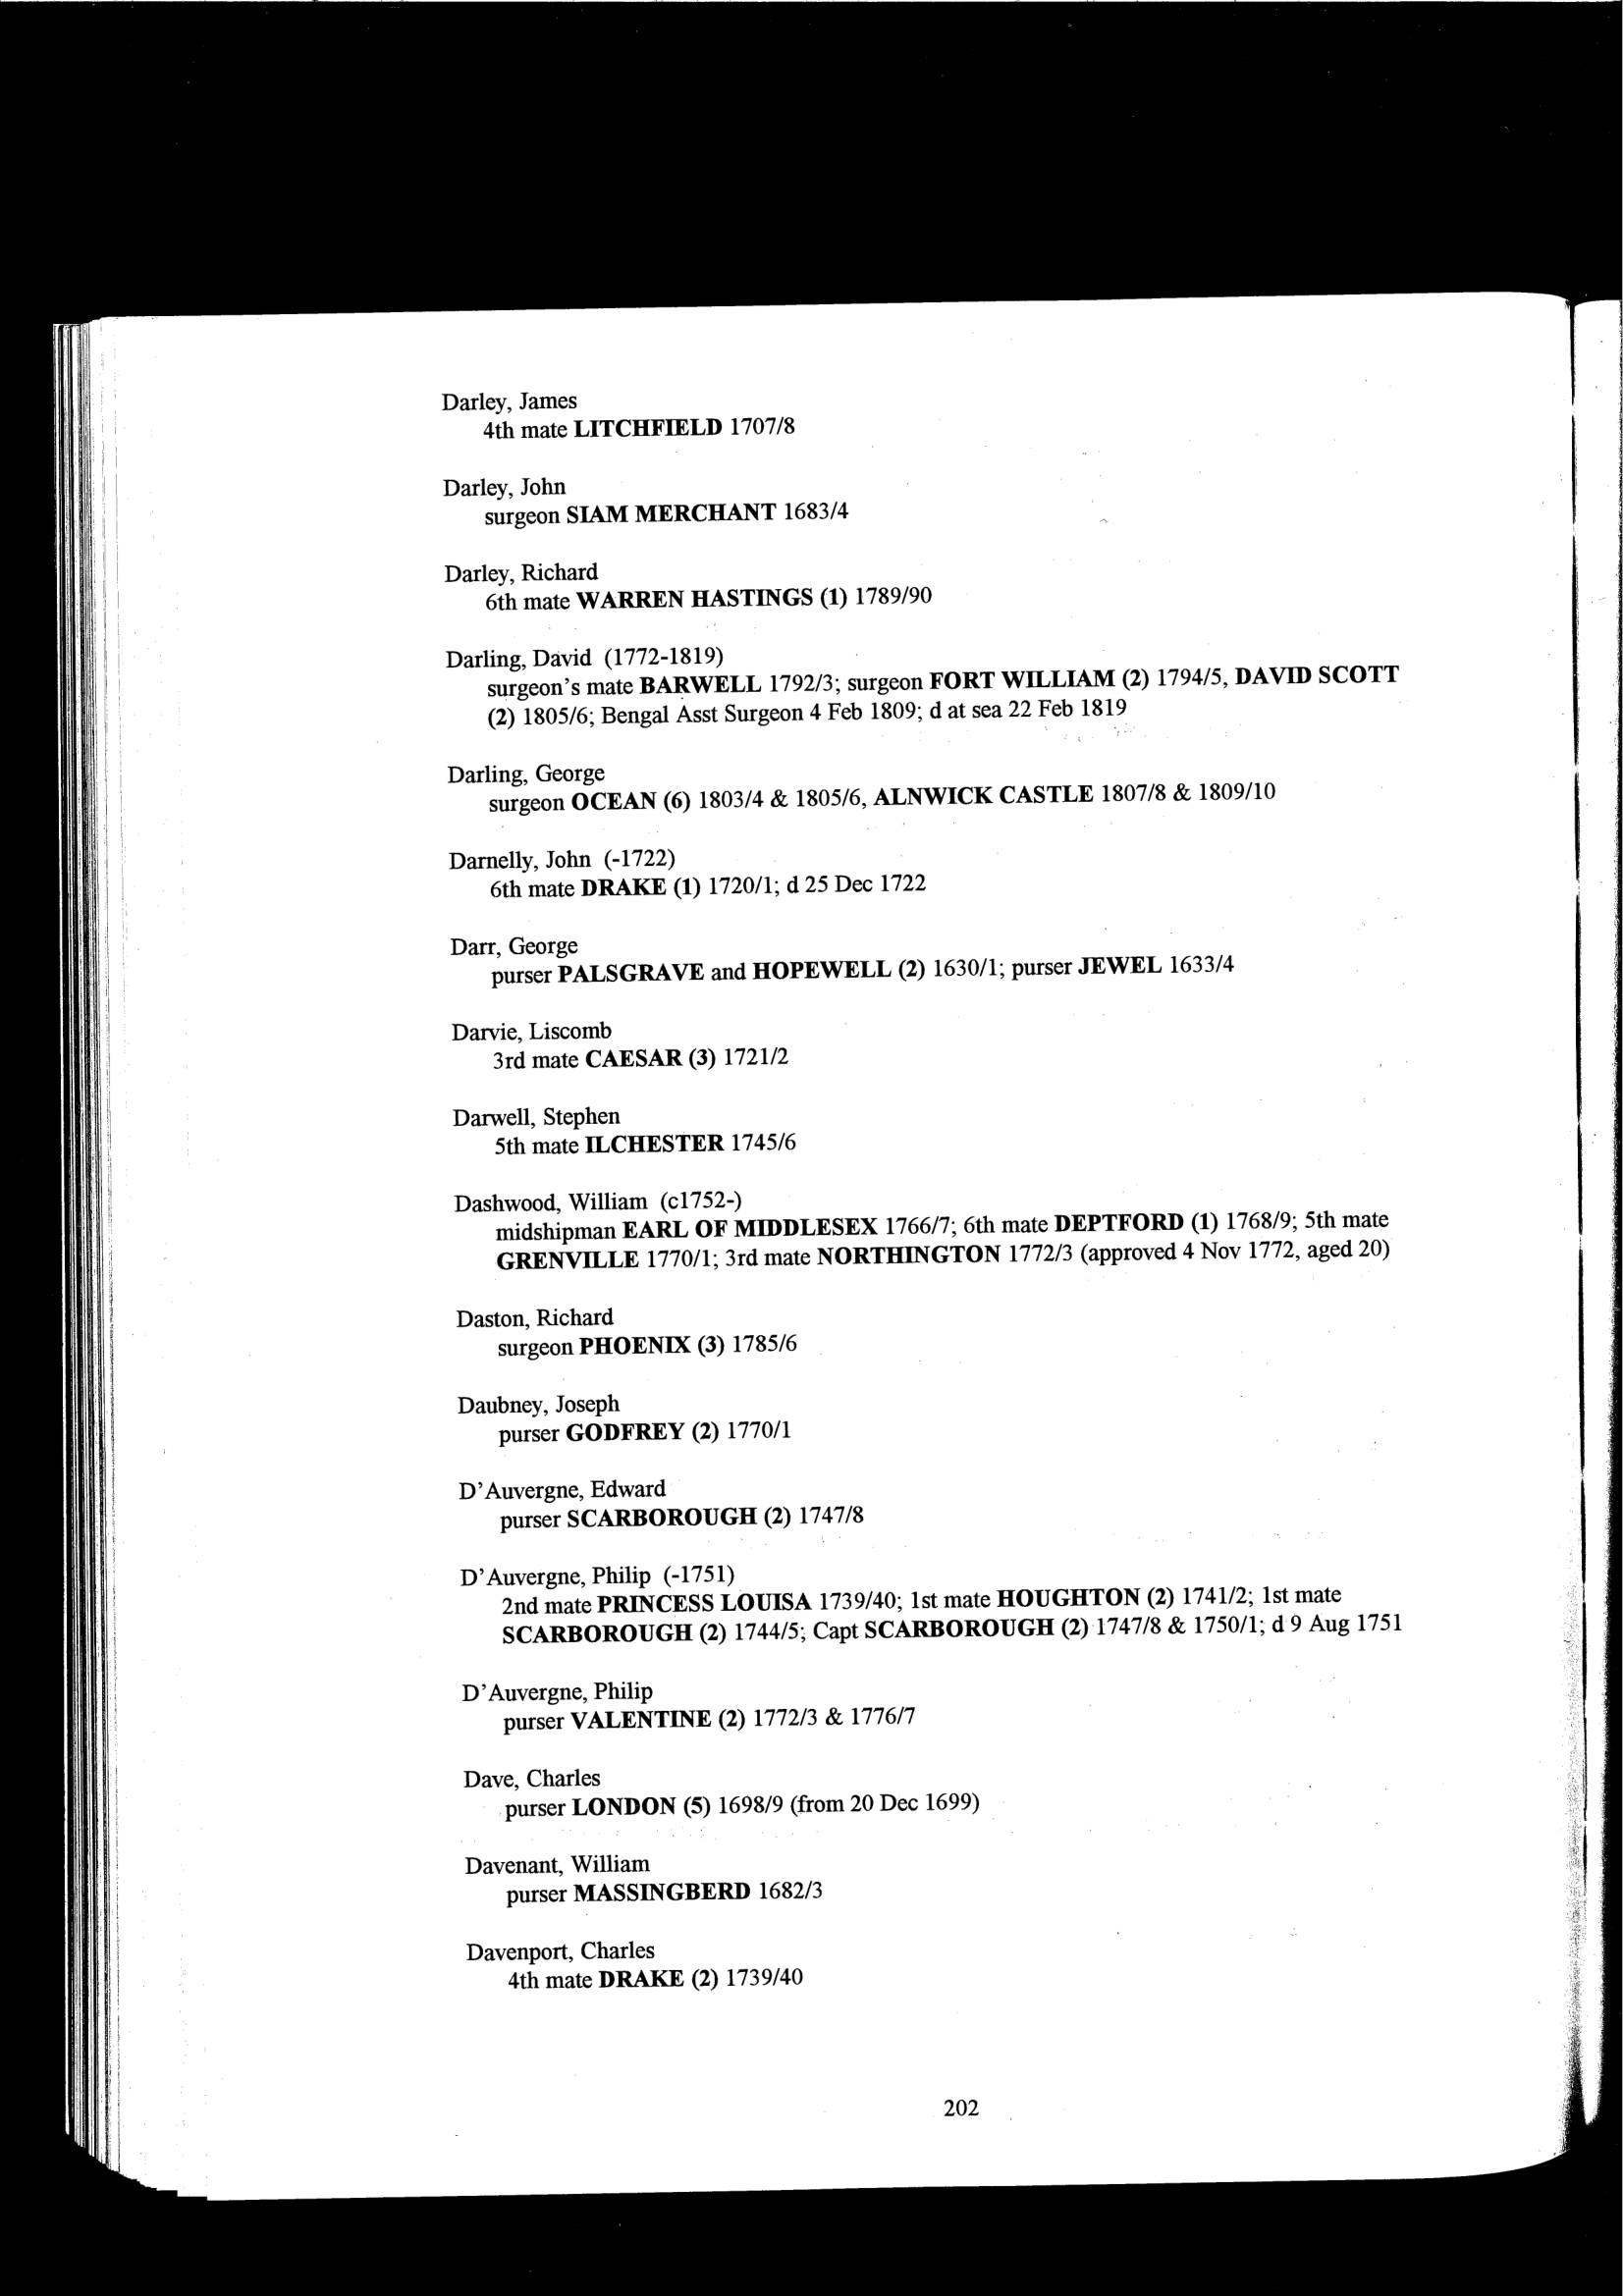 Darley, James
4th mate LITCHFIELD 1707/8
Darley, John
surgeon SIAM MERCHANT 1683/4
Darley, Richard
6th mate WARREN HASTINGS (1) 1789/90
Darling, David (1772-1819)
surgeon's mate BARWELL 1792/3; surgeon FORT WILLIAM (2) 1794/5, DAVID SCOTT
(2) 1805/6; Bengal Asst Surgeon 4 Feb 1809; d at sea 22 Feb 1819
Darling, George
surgeon OCEAN (6) 1803/4 & 1805/6, ALNWICK CASTLE 1807/8 & 1809/10
Darnelly, John (-1722)
6th mate DRAKE (1) 1720/1; d 25 Dec 1722
Darr, George
purser PALSGRAVE and HOPEWELL (2) 1630/1; purser JEWEL 1633/4
Darvie, Liscomb
3rd mate CAESAR (3) 1721/2
Darwell, Stephen
5th mate ILCHESTER 1745/6
Dashwood, William (c1752-)
midshipman EARL OF MIDDLESEX 1766/7; 6th mate DEPTFORD (1) 1768/9; 5th mate
GRENVILLE 1770/1; 3rd mate NORTHINGTON 1772/3 (approved 4 Nov 1772, aged 20)
Daston, Richard
surgeon PHOENIX (3) 1785/6
Daubney, Joseph
purser GODFREY (2) 1770/1
D'Auvergne, Edward
purser SCARBOROUGH (2) 1747/8
D'Auvergne, Philip (-1751)
2nd mate PRINCESS LOUISA 1739/40; 1st mate HOUGHTON (2) 1741/2; 1st mate
SCARBOROUGH (2) 1744/5; Capt SCARBOROUGH (2) 1747/8 & 1750/1; d 9 Aug 1751
D'Auvergne, Philip
purser VALENTINE (2) 1772/3 & 1776/7
Dave, Charles
purser LONDON (5) 1698/9 (from 20 Dec 1699)
Davenant, William
purser MASSINGBERD 1682/3
Davenport, Charles
4th mate DRAKE (2) 1739/40
202